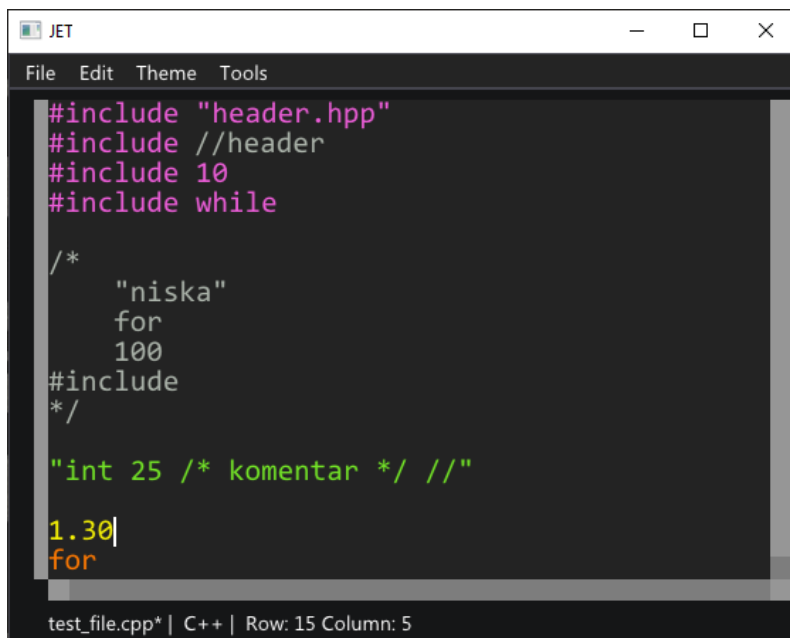 JET
File Edit Theme Tools
#include "header.hpp"
#include //header
#include 10
#include while
/*
"niska"
for
100
#include
*/
"int 25 /* komentar */ //"
1.30
for
test_file.cpp* | C++ | Row: 15 Column: 5